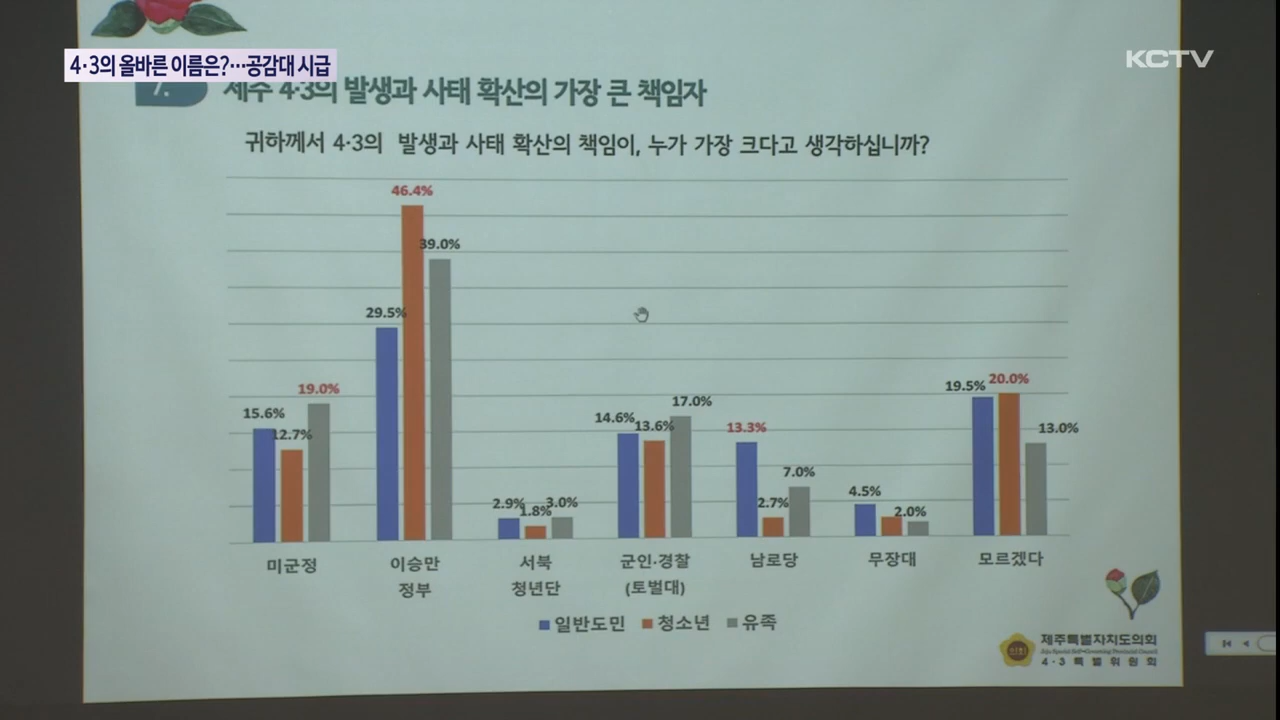 4·3의 올바른 이름은?…공감대 시급
KCTV
7.
제주 4·3의 발생과 사태 확산의 가장 큰 책임자
귀하께서 4·3의 발생과 사태 확산의 책임이, 누가 가장 크다고 생각하십니까?
46.4%
39.0%
29.5%
19.0%
15.6%
12.7%
2.9%
1.8%
3.0%
14.6%
13.6%
17.0%
13.3%
2.7%
7.0%
4.5%
2.0%
19.5%
20.0%
13.0%
미군정
이승만
정부
서북
청년단
군인·경찰
(토벌대)
남로당
무장대
모르겠다
일반도민 청소년 유족
의회
제주특별자치도의회
Jeju Special Self-Governing Provincial Council
4·3특별위원회